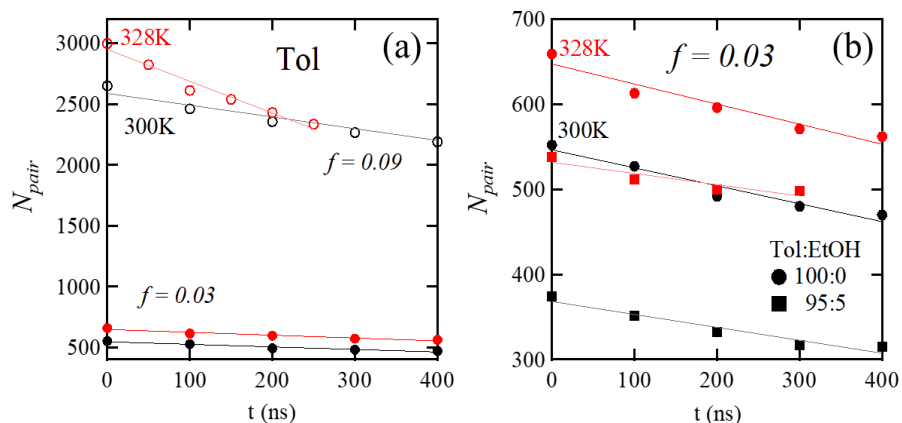 (a)
Tol
328K
300K
f = 0.09
f = 0.03
3000
2500
2000
1500
1000
500
N_pair
0
100
200
300
400
t (ns)
(b)
f = 0.03
328K
300K
Tol:EtOH
100:0
95:5
700
600
500
400
300
N_pair
0
100
200
300
400
t (ns)